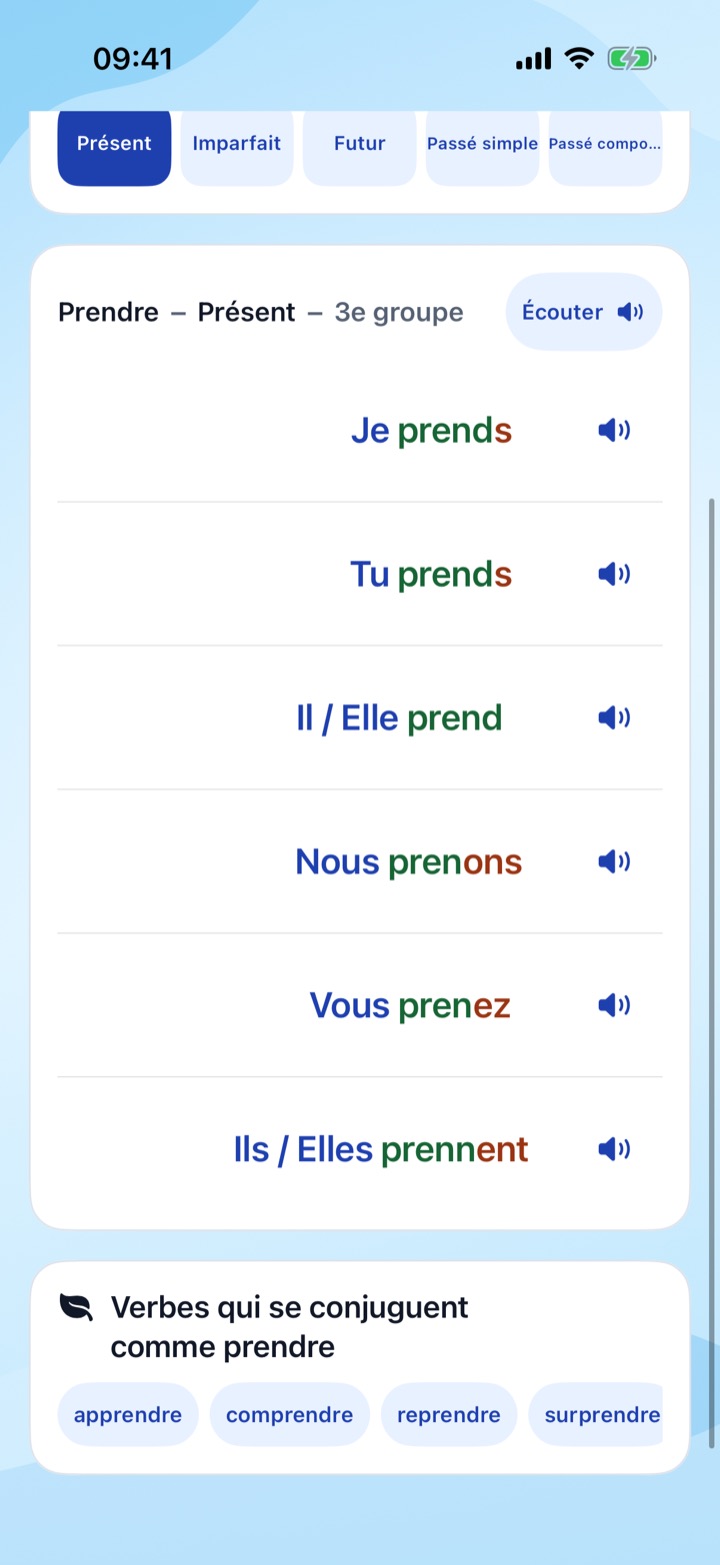 09:41
Présent Imparfait Futur Passé simple Passé compo...
Prendre – Présent – 3e groupe Écouter
Je prends
Tu prends
Il / Elle prend
Nous prenons
Vous prenez
Ils / Elles prennent
Verbes qui se conjuguent
comme prendre
apprendre comprendre reprendre surprendre